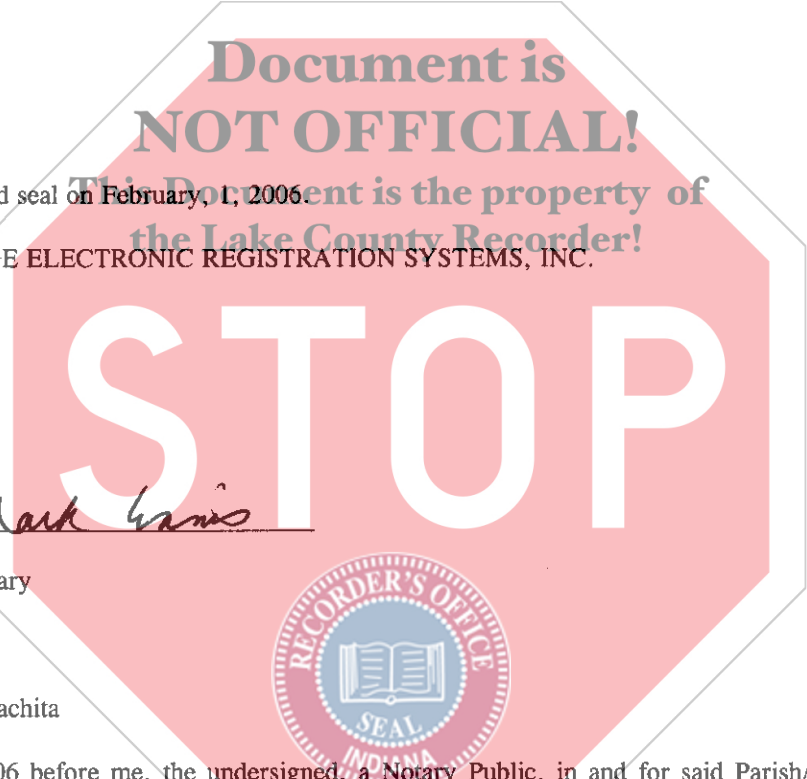 Document is
NOT OFFICIAL!
d seal on February, 1, 2006.
This Document is the property of
the Lake County Recorder!
E ELECTRONIC REGISTRATION SYSTEMS, INC.
STOP
ark
ary
RECORDER'S OFFICE
SEAL
INDIANA
achita
06 before me, the undersigned, a Notary Public, in and for said Parish